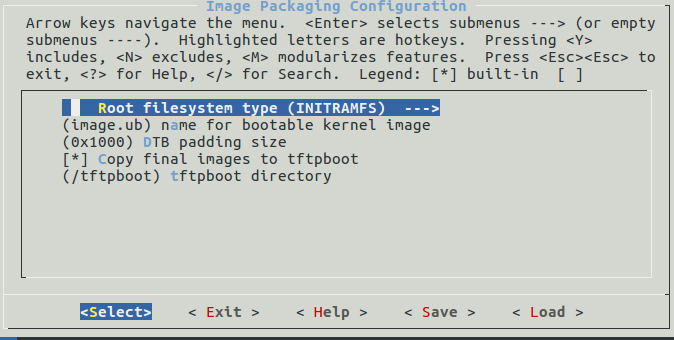 Image Packaging Configuration
Arrow keys navigate the menu.  <Enter> selects submenus ---> (or empty
submenus ----).  Highlighted letters are hotkeys.  Pressing <Y>
includes, <N> excludes, <M> modularizes features.  Press <Esc><Esc> to
exit, <?> for Help, </> for Search.  Legend: [*] built-in  [ ]
Root filesystem type (INITRAMFS)  --->
(image.ub) name for bootable kernel image
(0x1000) DTB padding size
[*] Copy final images to tftpboot
(/tftpboot) tftpboot directory
<Select>    < Exit >    < Help >    < Save >    < Load >